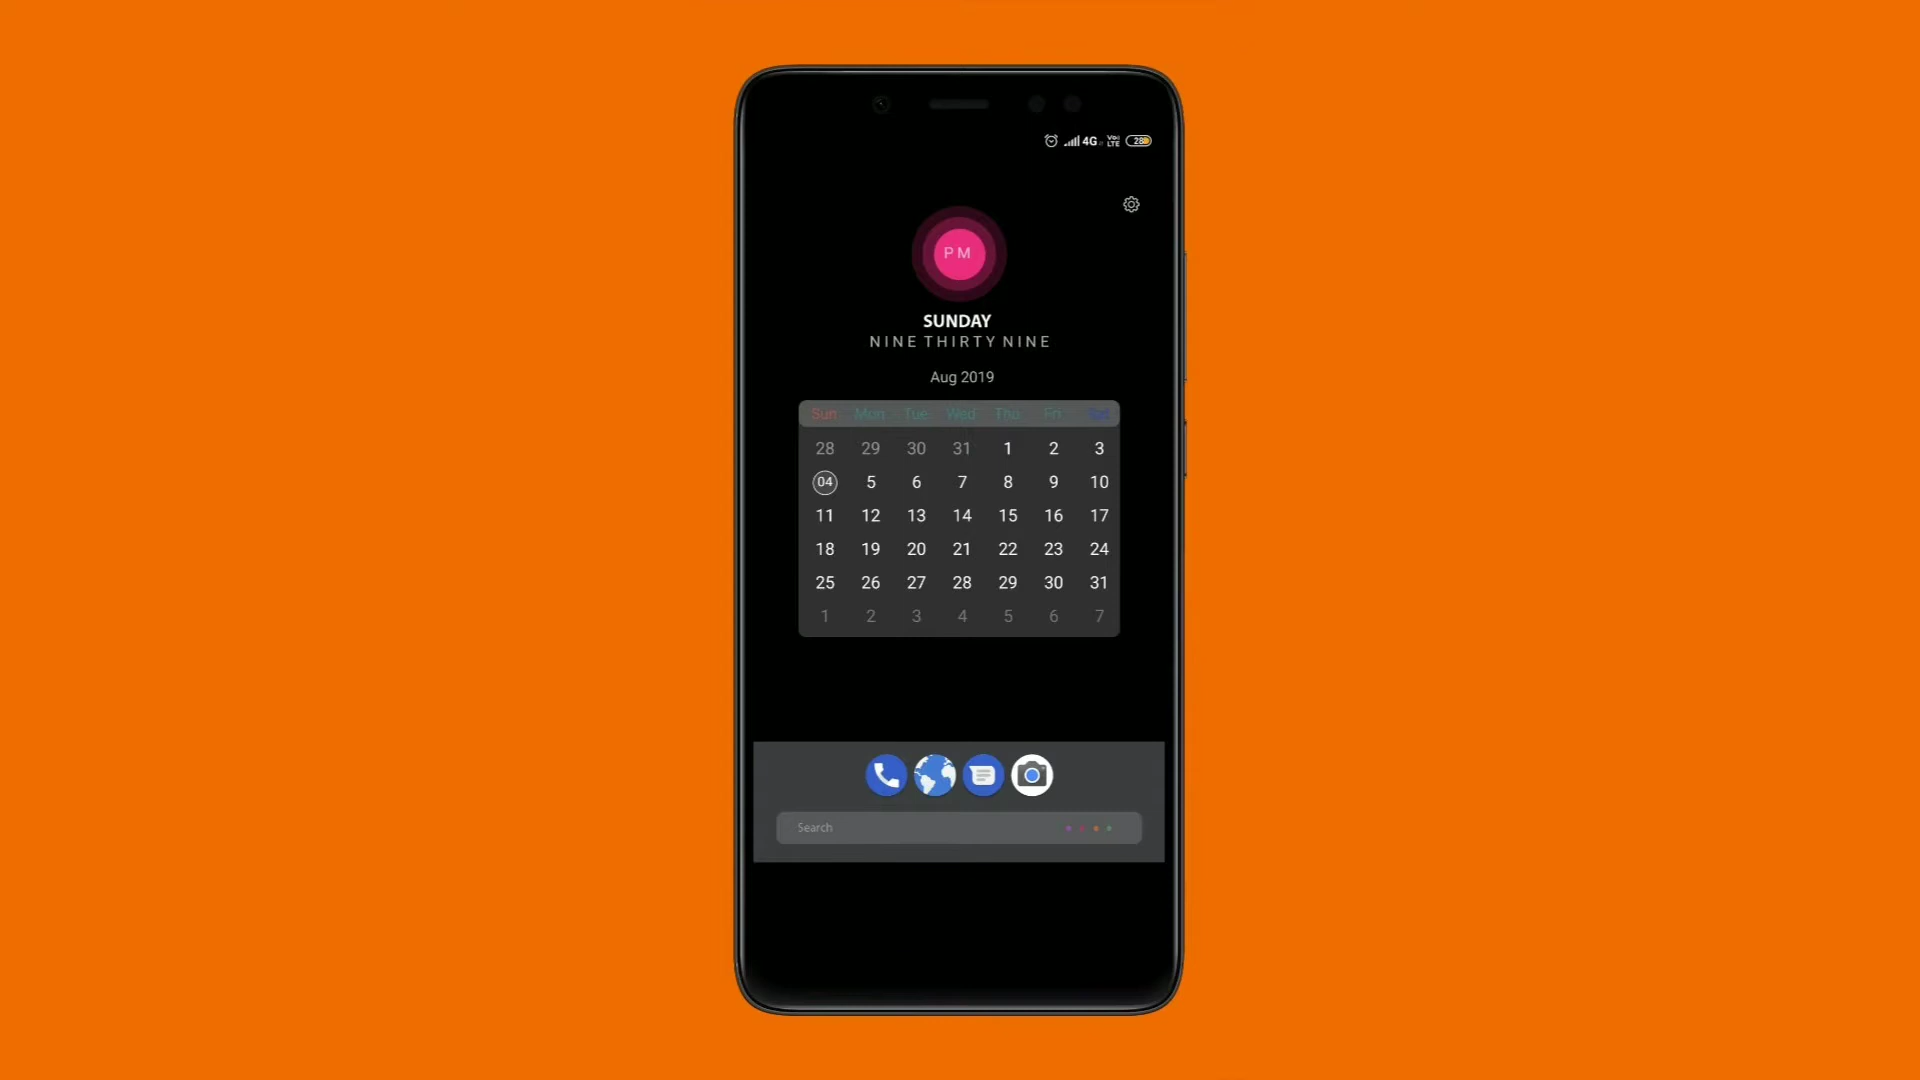 4G Vo LTE 28
PM
SUNDAY
NINE THIRTY NINE
Aug 2019
Sun Mon Tue Wed Thu Fri Sat
28 29 30 31 1 2 3
04 5 6 7 8 9 10
11 12 13 14 15 16 17
18 19 20 21 22 23 24
25 26 27 28 29 30 31
1 2 3 4 5 6 7
Search